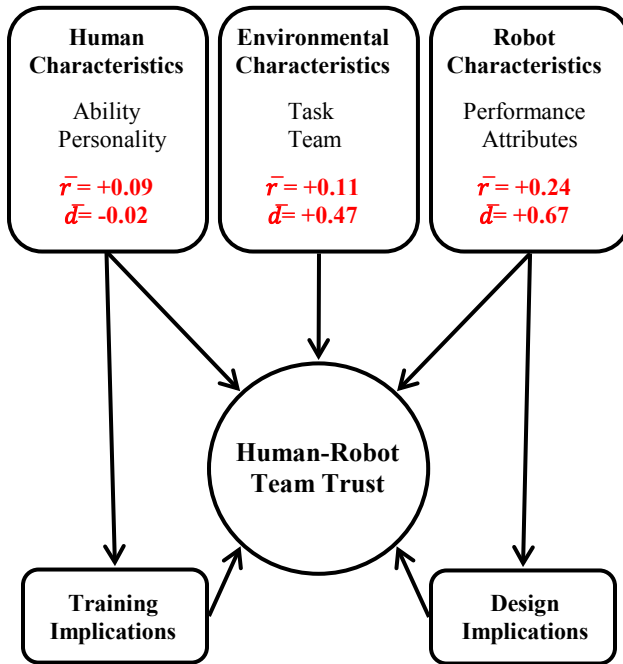 Human
Characteristics
Ability
Personality
r̄ = +0.09
d̄= -0.02
Environmental
Characteristics
Task
Team
r̄ = +0.11
d̄= +0.47
Robot
Characteristics
Performance
Attributes
r̄ = +0.24
d̄= +0.67
Human-Robot
Team Trust
Training
Implications
Design
Implications